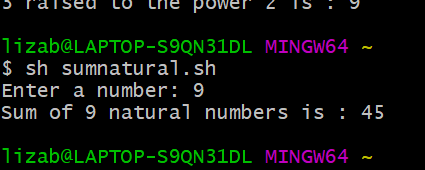 3 raised to the power 2 is : 9
lizab@LAPTOP-S9QN31DL MINGW64 ~
$ sh sumnatural.sh
Enter a number: 9
Sum of 9 natural numbers is : 45
lizab@LAPTOP-S9QN31DL MINGW64 ~